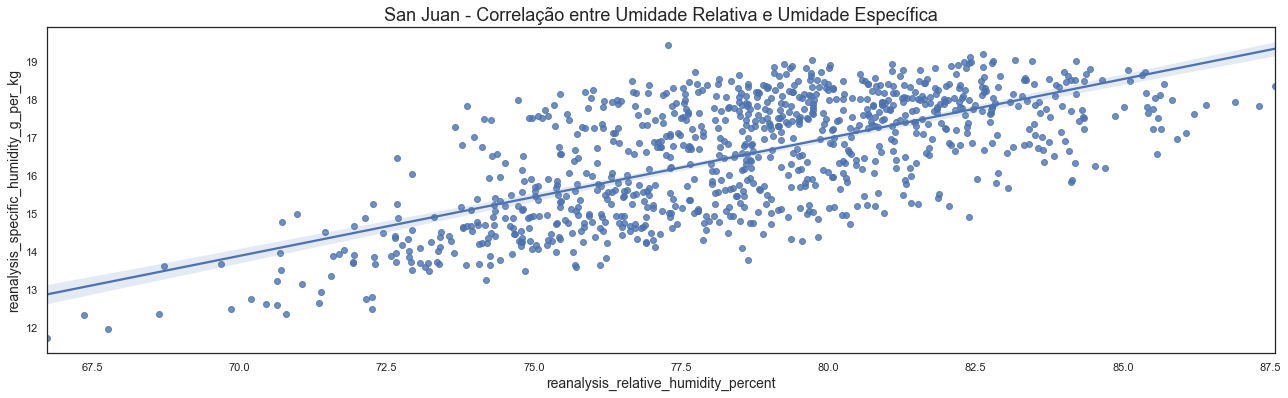 San Juan - Correlação entre Umidade Relativa e Umidade Específica
reanalysis_specific_humidity_g_per_kg
19
18
17
16
15
14
13
12
67.5 70.0 72.5 75.0 77.5 80.0 82.5 85.0 87.5
reanalysis_relative_humidity_percent